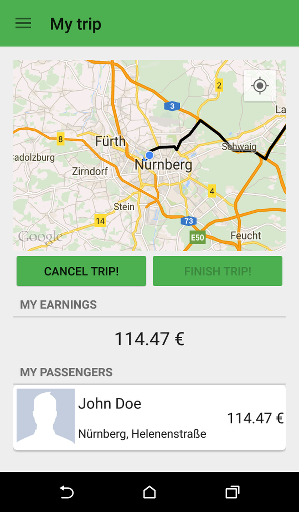 My trip
2
3
La
8
Fürth
Schwaig
adolzburg
Nürnberg
Zirndorf
4
Stein
14
73
Google
E50
Feucht
CANCEL TRIP!
FINISH TRIP!
MY EARNINGS
114.47 €
MY PASSENGERS
John Doe
114.47 €
Nürnberg, Helenenstraße